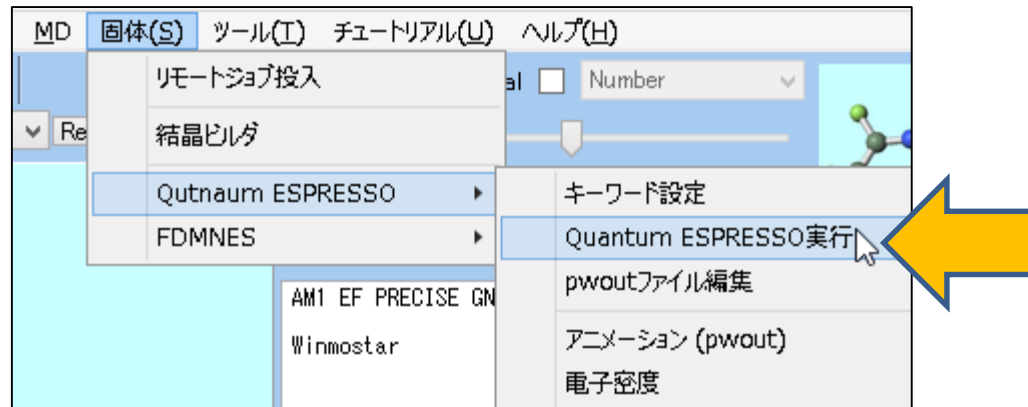 MD 固体(S) ツール(T) チュートリアル(U) ヘルプ(H)
リモートジョブ投入
al Number
Re
結晶ビルダ
Qutnaum ESPRESSO
キーワード設定
FDMNES
Quantum ESPRESSO実行
pwoutファイル編集
AM1 EF PRECISE GN
Winmostar
アニメーション (pwout)
電子密度